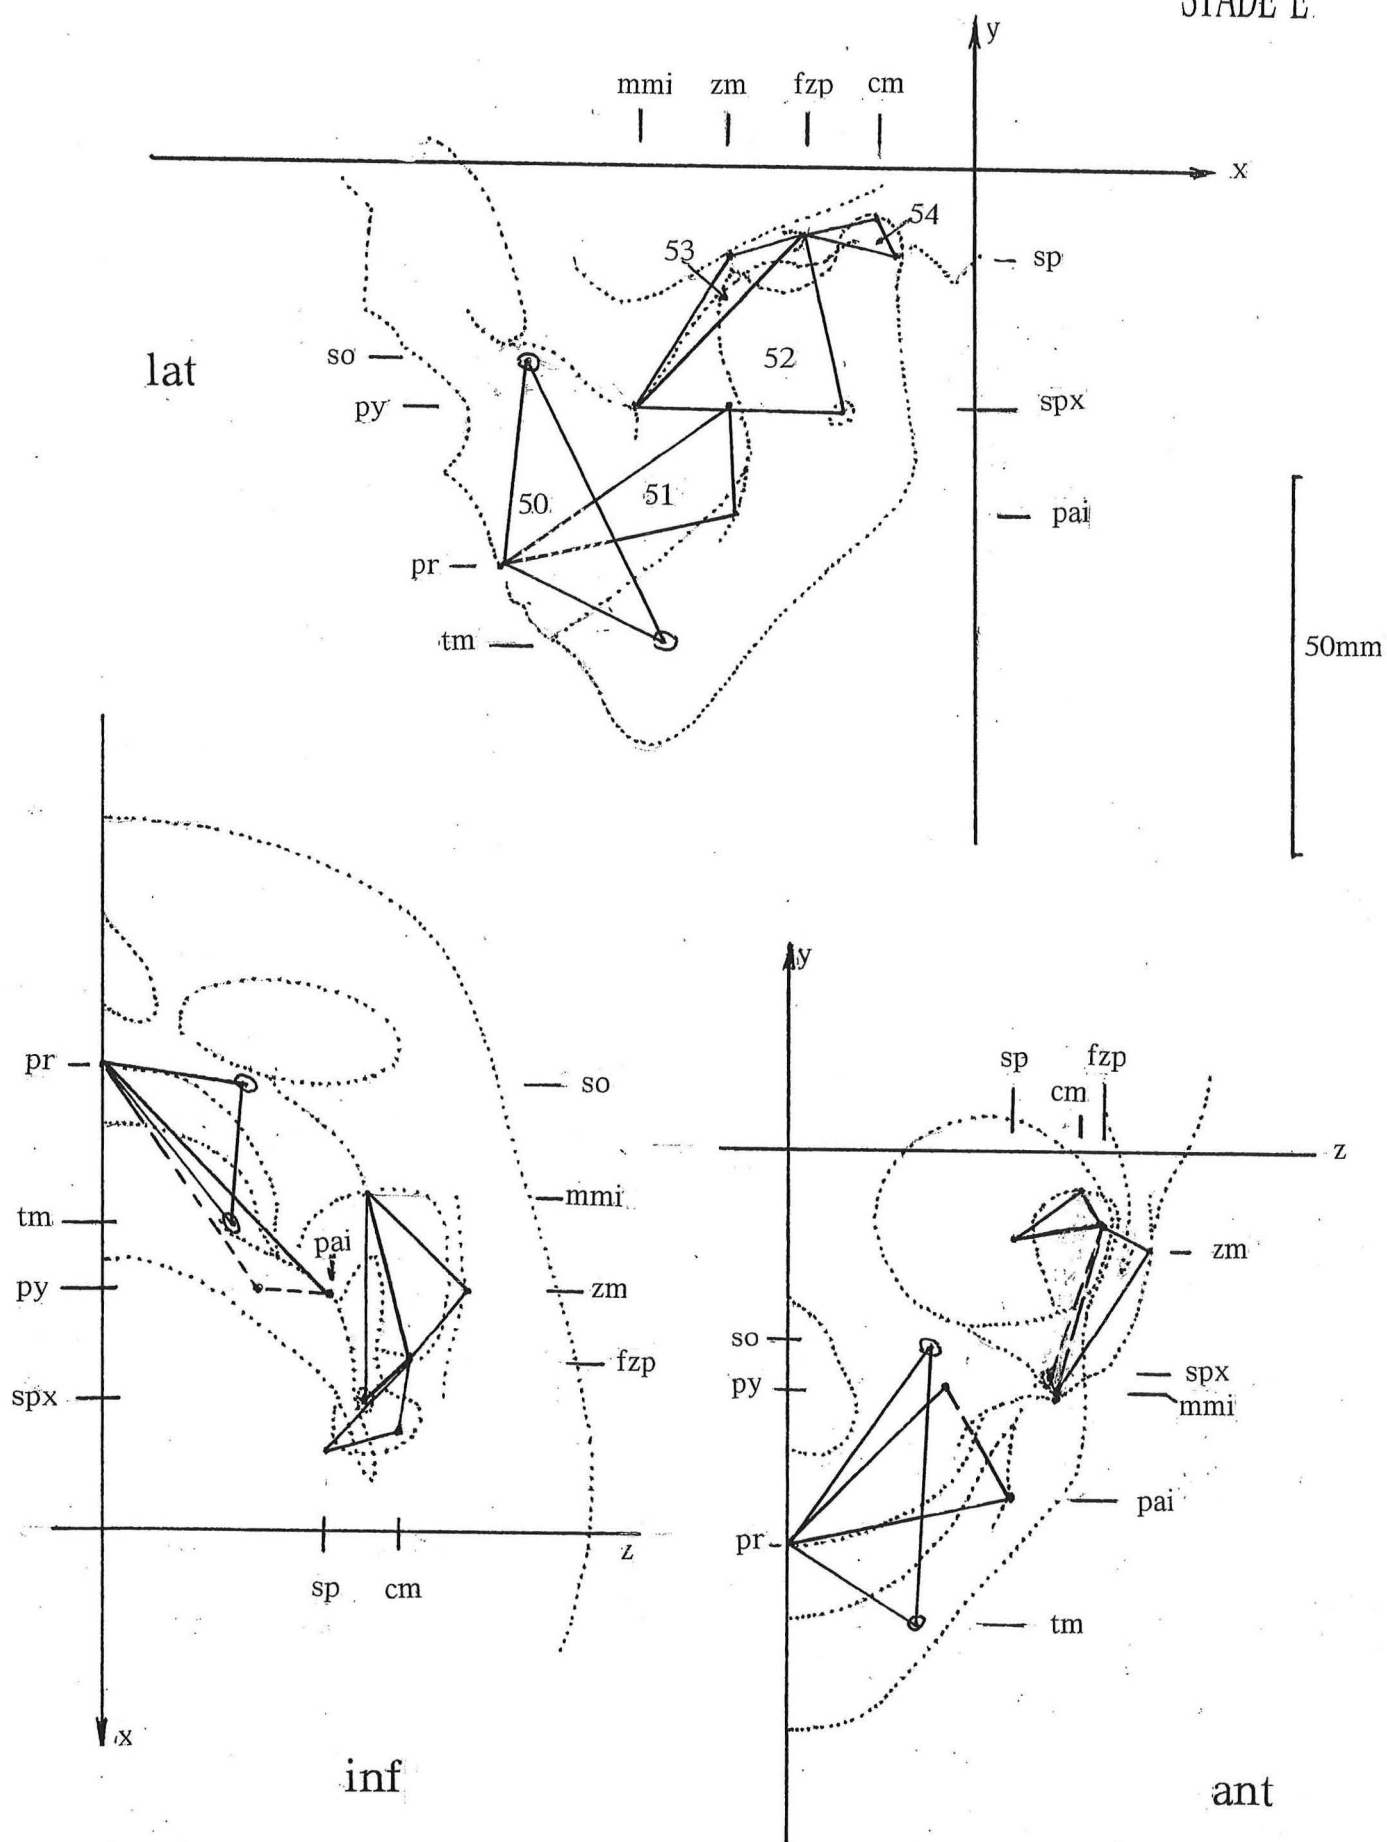 STADE E.
y
mmi zm fzp cm
x
54
53
sp
so
52
lat
py
spx
50
51
pai
pr
tm
50mm
y
pr
so
sp fzp
cm
z
mmi
tm
pai
zm
py
zm
so
fzp
spx
py
spx
mmi
pai
pr
z
sp cm
tm
x
inf
ant